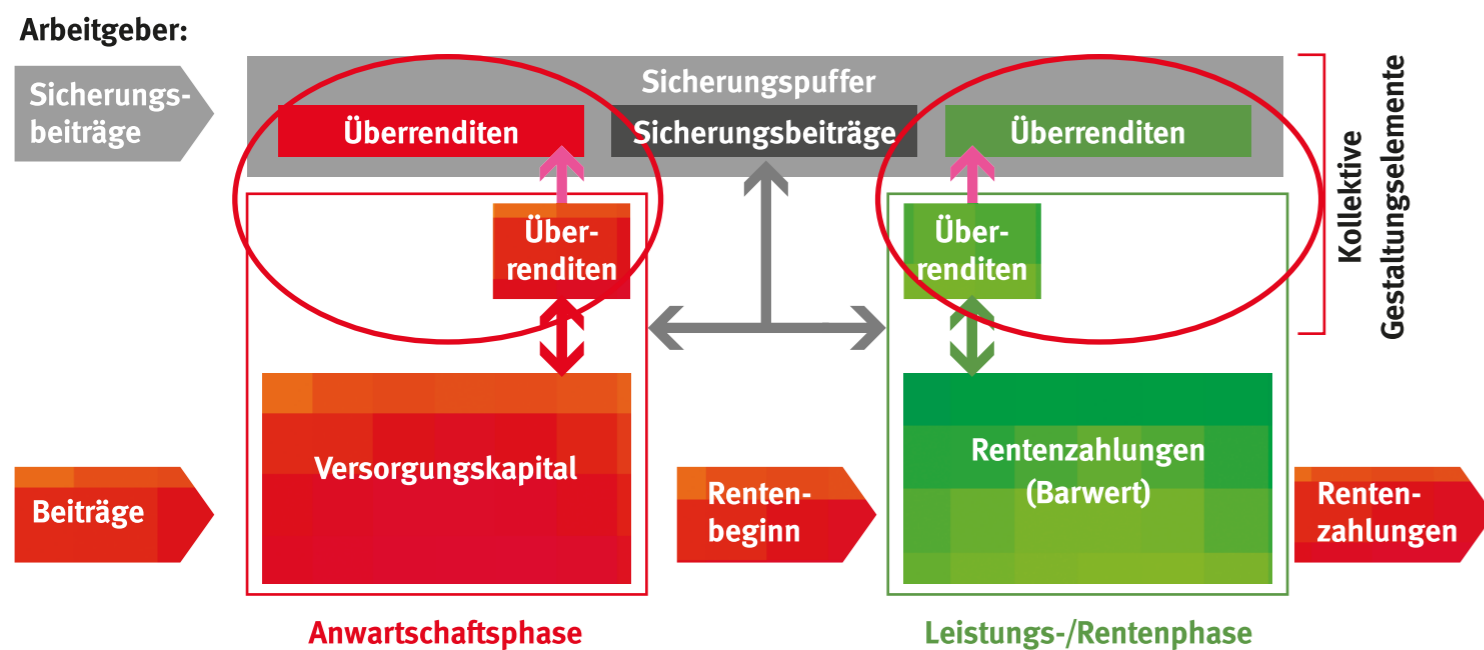 Arbeitgeber:
Sicherungs-
beiträge
Sicherungspuffer
Überrenditen
Sicherungsbeiträge
Überrenditen
Kollektive
Gestaltungselemente
Über-
renditen
Über-
renditen
Beiträge
Versorgungskapital
Renten-
beginn
Rentenzahlungen
(Barwert)
Renten-
zahlungen
Anwartschaftsphase
Leistungs-/Rentenphase